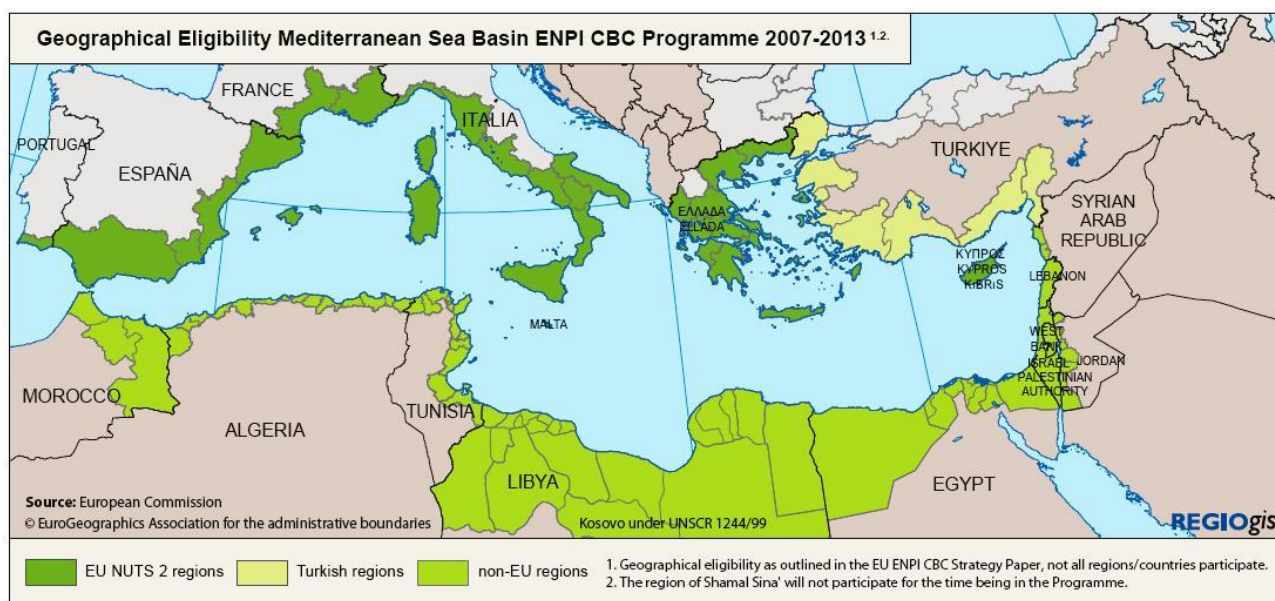 Geographical Eligibility Mediterranean Sea Basin ENPI CBC Programme 2007-2013 1.2.
FRANCE
ITALIA
PORTUGAL
ESPAÑA
TURKIYE
ΕΛΛΑΔΑ
ELLADA
SYRIAN
ARAB
REPUBLIC
ΚΥΠΡΟΣ
KYPROS
KıBRıS
LEBANON
MALTA
WEST
BANK
ISRAEL
JORDAN
PALESTINIAN
AUTHORITY
MOROCCO
TUNISIA
ALGERIA
LIBYA
EGYPT
Source: European Commission
© EuroGeographics Association for the administrative boundaries
Kosovo under UNSCR 1244/99
REGIOgis
EU NUTS 2 regions
Turkish regions
non-EU regions
1. Geographical eligibility as outlined in the EU ENPI CBC Strategy Paper, not all regions/countries participate.
2. The region of Shamal Sina' will not participate for the time being in the Programme.